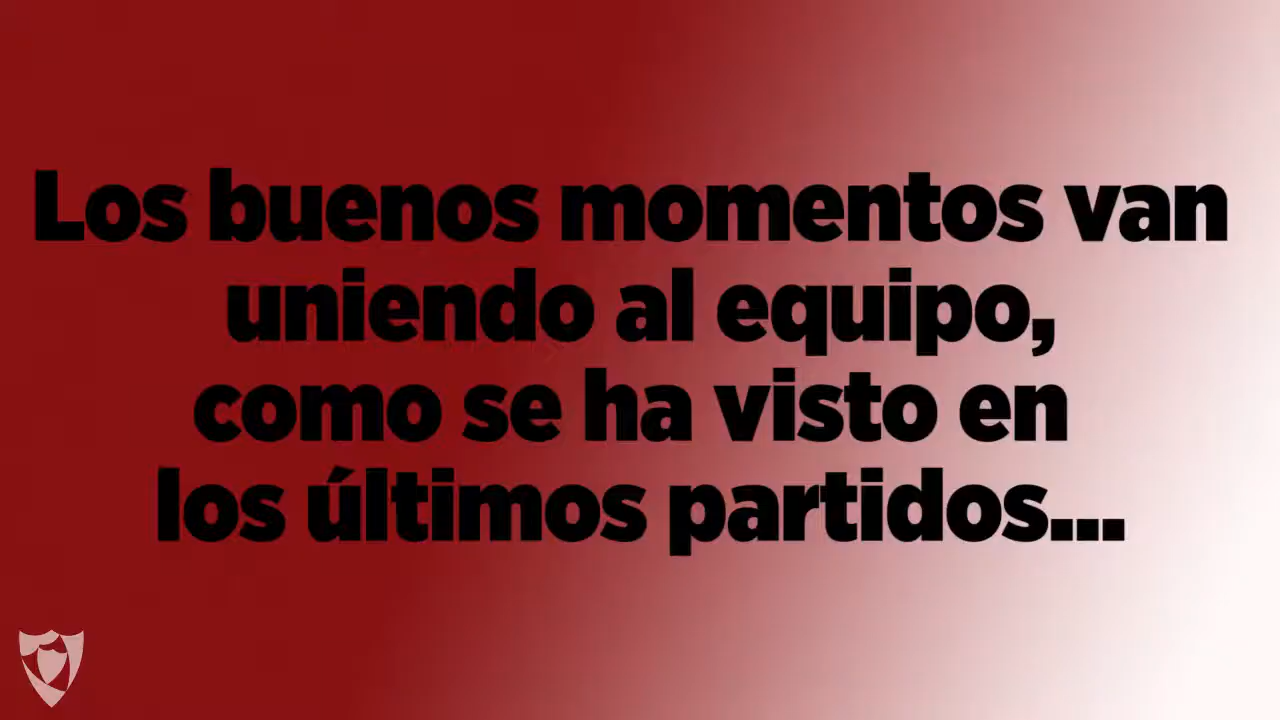 Los buenos momentos van
uniendo al equipo,
como se ha visto en
los últimos partidos...